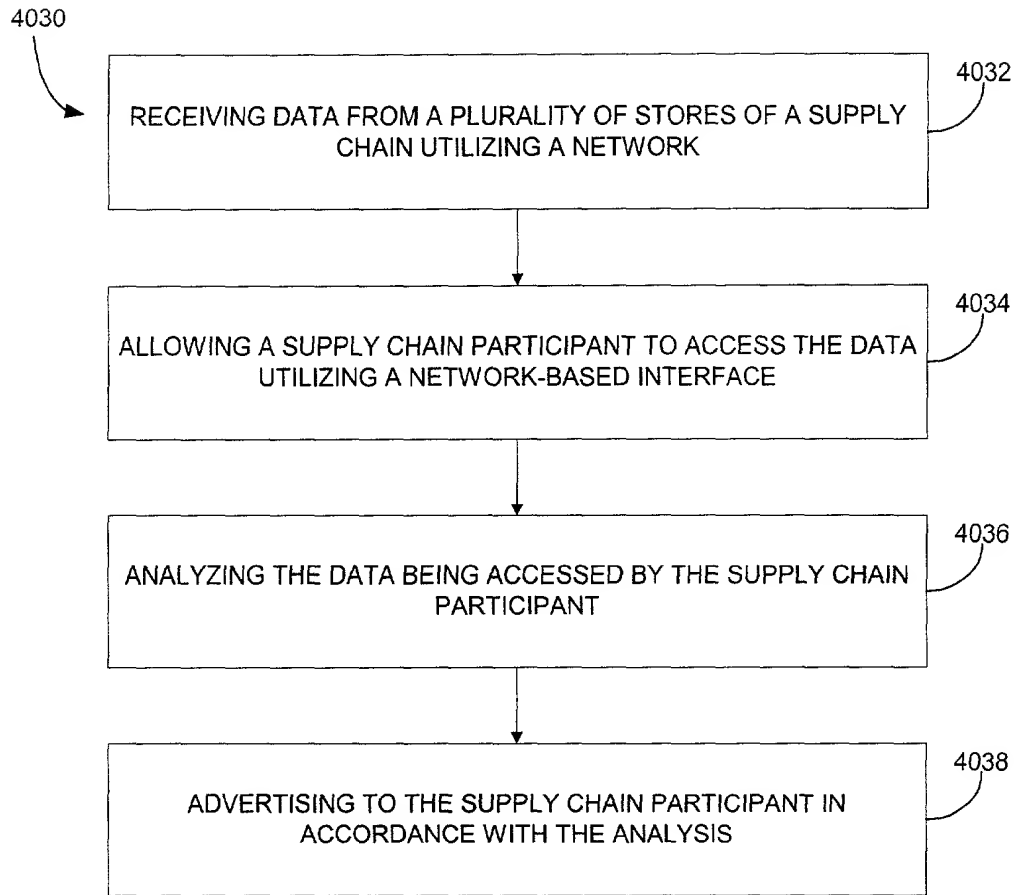 4030
4032
RECEIVING DATA FROM A PLURALITY OF STORES OF A SUPPLY
CHAIN UTILIZING A NETWORK
4034
ALLOWING A SUPPLY CHAIN PARTICIPANT TO ACCESS THE DATA
UTILIZING A NETWORK-BASED INTERFACE
4036
ANALYZING THE DATA BEING ACCESSED BY THE SUPPLY CHAIN
PARTICIPANT
4038
ADVERTISING TO THE SUPPLY CHAIN PARTICIPANT IN
ACCORDANCE WITH THE ANALYSIS